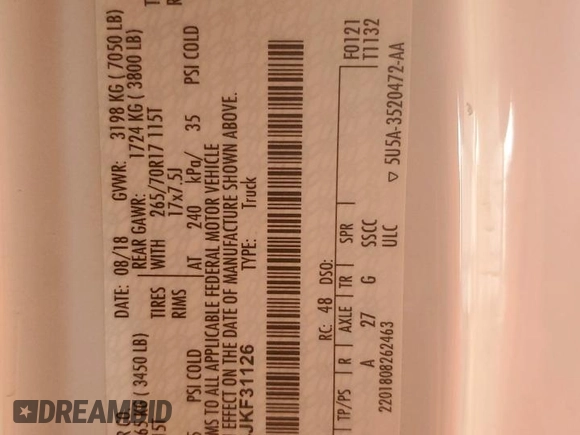 DATE: 08/18 GVWR: 3198 KG ( 7050 LB)
( 3450 LB) REAR GAWR: 1724 KG ( 3800 LB)
TIRES WITH 265/70R17 115T
RIMS 17x7.5J
PSI COLD AT 240 kPa/ 35 PSI COLD
MS TO ALL APPLICABLE FEDERAL MOTOR VEHICLE
EFFECT ON THE DATE OF MANUFACTURE SHOWN ABOVE.
JKF31126 TYPE: Truck
F0121
T1132
RC: 48 DSO:
TP/PS R AXLE TR SPR
A 27 G SSCC
2201808262463 ULC
▽ 5U5A-3520472-AA
DREAMBID